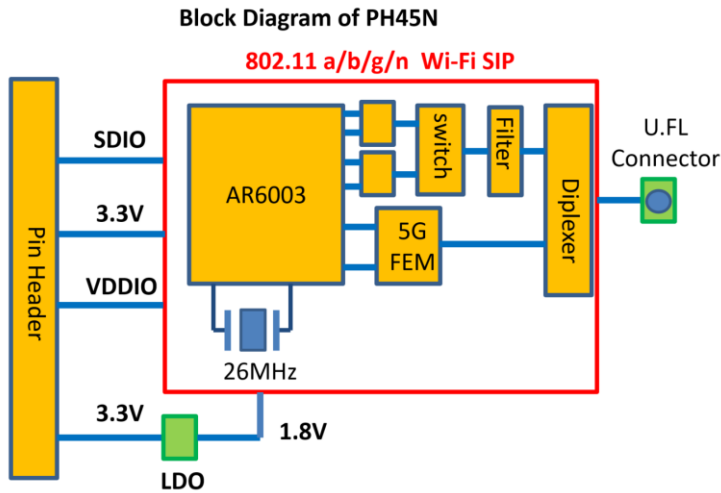 Block Diagram of PH45N
802.11 a/b/g/n Wi-Fi SIP
Pin Header
SDIO
3.3V
VDDIO
3.3V
LDO
1.8V
AR6003
26MHz
switch
Filter
5G
FEM
Diplexer
U.FL
Connector